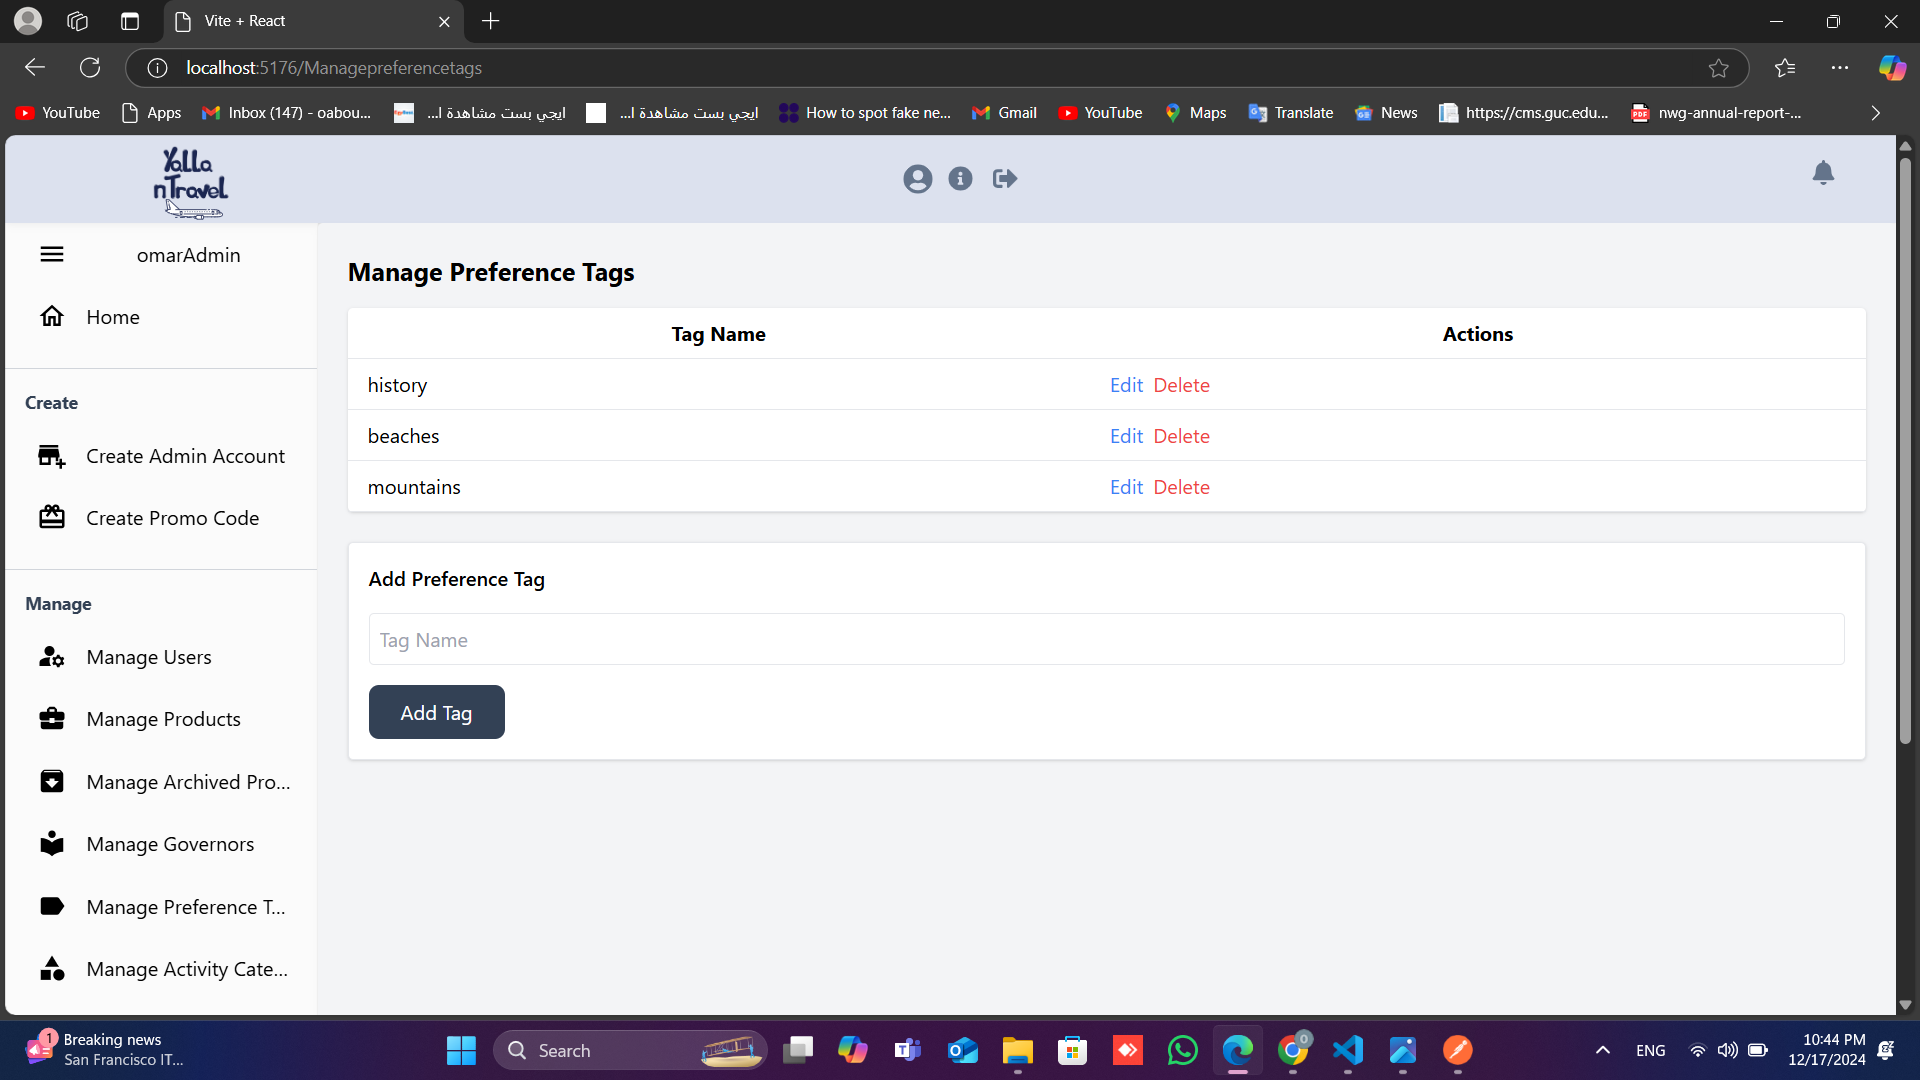 Vite + React
localhost:5176/Managepreferencetags
YouTube
Apps
Inbox (147) - oabou...
ايجي بست مشاهدة ا...
ايجي بست مشاهدة ا...
How to spot fake ne...
Gmail
YouTube
Maps
Translate
News
https://cms.guc.edu...
nwg-annual-report-...
Yalla
nTravel
omarAdmin
Home
Create
Create Admin Account
Create Promo Code
Manage
Manage Users
Manage Products
Manage Archived Pro...
Manage Governors
Manage Preference T...
Manage Activity Cate...
Manage Preference Tags
Tag Name Actions
history Edit Delete
beaches Edit Delete
mountains Edit Delete
Add Preference Tag
Tag Name
Add Tag
1
Breaking news
San Francisco IT...
Search
0
ENG
10:44 PM
12/17/2024